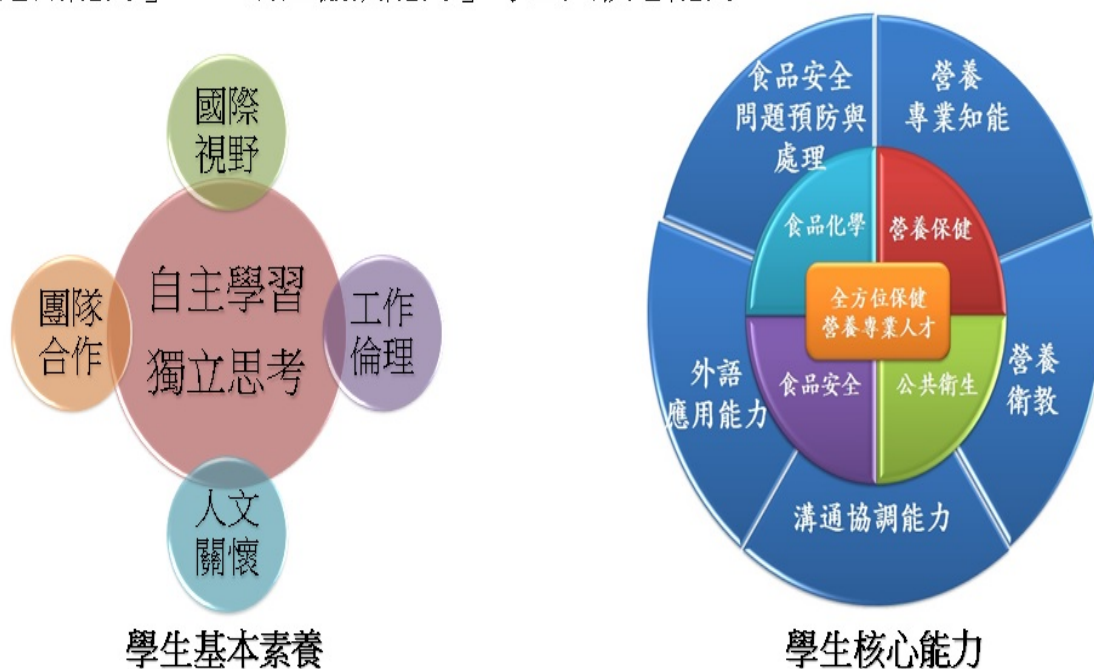 國際
視野
團隊
合作
自主學習
獨立思考
工作
倫理
人文
關懷
學生基本素養
食品安全
問題預防與
處理
營養
專業知能
食品化學
營養保健
全方位保健
營養專業人才
食品安全
公共衛生
外語
應用能力
營養
衛教
溝通協調能力
學生核心能力